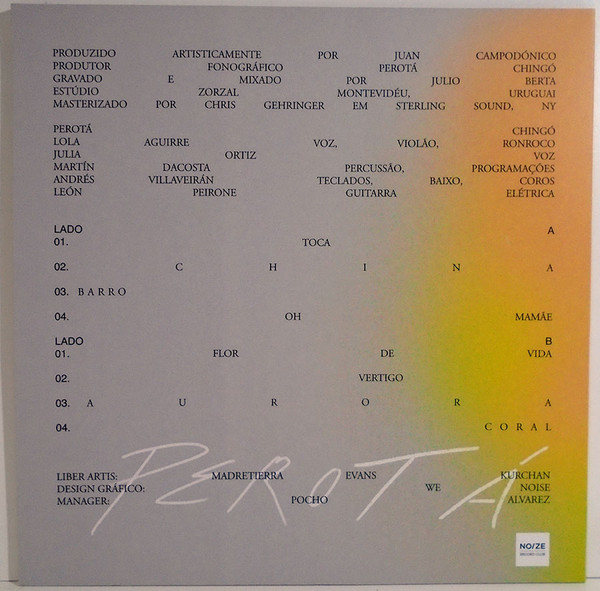 PRODUZIDO ARTISTICAMENTE POR JUAN CAMPODÓNICO
PRODUTOR FONOGRÁFICO PEROTÁ CHINGÓ
GRAVADO E MIXADO POR JULIO BERTA
ESTÚDIO ZORZAL MONTEVIDÉU, URUGUAI
MASTERIZADO POR CHRIS GEHRINGER EM STERLING SOUND, NY
PEROTÁ CHINGÓ
LOLA AGUIRRE VOZ, VIOLÃO, RONROCO
JULIA ORTIZ VOZ
MARTÍN DACOSTA PERCUSSÃO, PROGRAMAÇÕES
ANDRÉS VILLAVEIRÁN TECLADOS, BAIXO, COROS
LEÓN PEIRONE GUITARRA ELÉTRICA
LADO A
01. TOCA
02. C H I N A
03. B A R R O
04. OH MAMÃE
LADO B
01. FLOR DE VIDA
02. VERTIGO
03. A U R O R A
04. C O R A L
PEROTÁ
LIBER ARTIS: MADRETIERRA EVANS KURCHAN
DESIGN GRÁFICO: WE NOISE
MANAGER: POCHO ALVAREZ
NO/ZE
RECORD CLUB